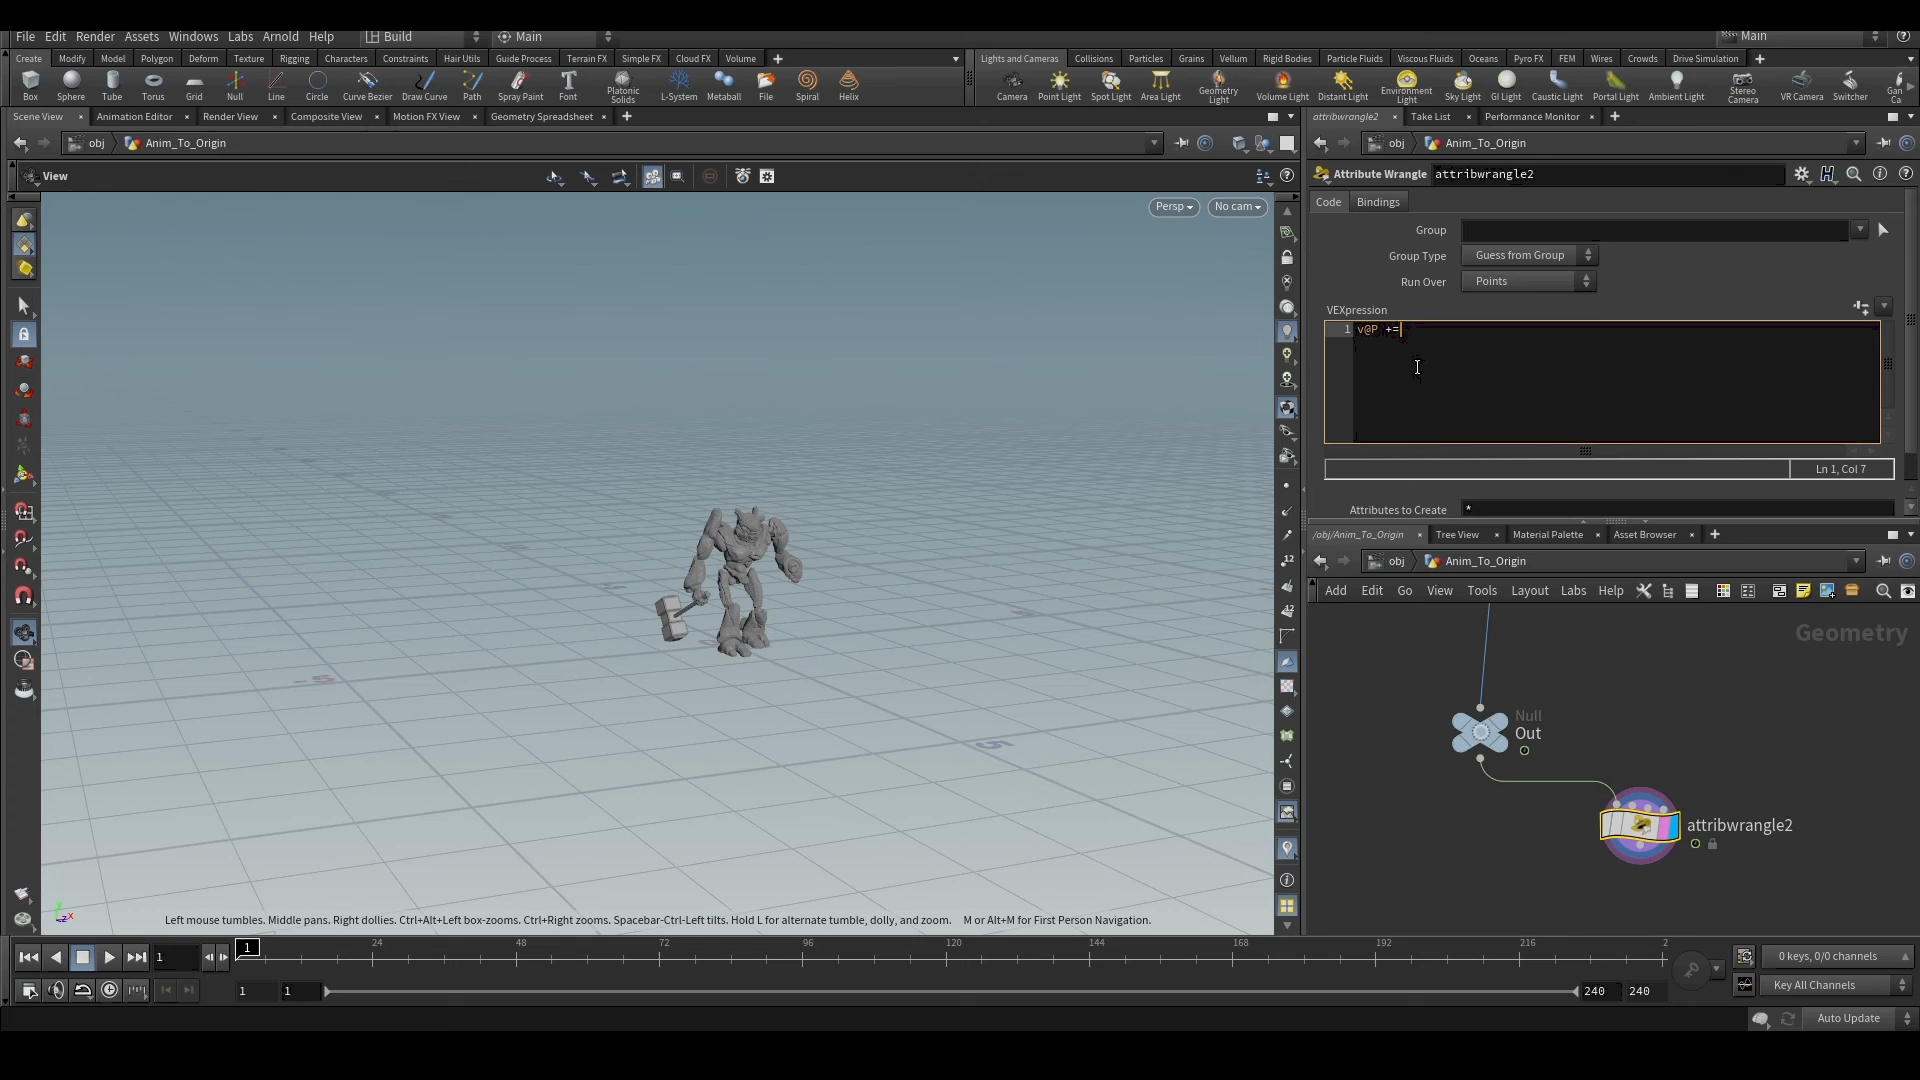 File Edit Render Assets Windows Labs Arnold Help Build Main Main
Create Modify Model Polygon Deform Texture Rigging Characters Constraints Hair Utils Guide Process Terrain FX Simple FX Cloud FX Volume
Lights and Cameras Collisions Particles Grains Vellum Rigid Bodies Particle Fluids Viscous Fluids Oceans Pyro FX FEM Wires Crowds Drive Simulation
Box Sphere Tube Torus Grid Null Line Circle Curve Bezier Draw Curve Path Spray Paint Font Platonic Solids L-System Metaball File Spiral Helix
Camera Point Light Spot Light Area Light Geometry Light Volume Light Distant Light Environment Light Sky Light GI Light Caustic Light Portal Light Ambient Light Stereo Camera VR Camera Switcher Gan Ca
Scene View Animation Editor Render View Composite View Motion FX View Geometry Spreadsheet
attribwrangle2 Take List Performance Monitor
obj Anim_To_Origin
obj Anim_To_Origin
View
Persp No cam
Attribute Wrangle attribwrangle2
Code Bindings
Group
Group Type Guess from Group
Run Over Points
VEXpression
1 v@P +=
Ln 1, Col 7
Attributes to Create *
/obj/Anim_To_Origin Tree View Material Palette Asset Browser
obj Anim_To_Origin
Add Edit Go View Tools Layout Labs Help
Geometry
Null
Out
attribwrangle2
-5
5
Left mouse tumbles. Middle pans. Right dollies. Ctrl+Alt+Left box-zooms. Ctrl+Right zooms. Spacebar-Ctrl-Left tilts. Hold L for alternate tumble, dolly, and zoom. M or Alt+M for First Person Navigation.
1 1 24 48 72 96 120 144 168 192 216 2
0 keys, 0/0 channels
1 1 240 240
Key All Channels
Auto Update